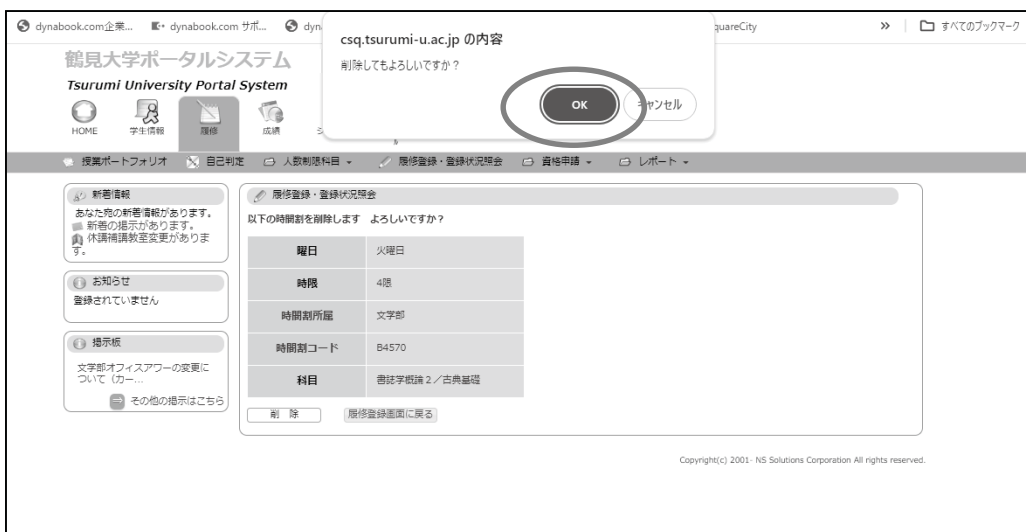 dynabook.com企業...
dynabook.com サポ...
dyn
quareCity
»
すべてのブックマーク
csq.tsurumi-u.ac.jp の内容
削除してもよろしいですか？
OK
キャンセル
鶴見大学ポータルシステム
Tsurumi University Portal System
HOME
学生情報
履修
成績
授業ポートフォリオ
自己判定
人数制限科目
履修登録・登録状況照会
資格申請
レポート
新着情報
あなた宛の新着情報があります。
新着の掲示があります。
休講補講教室変更がありま
す。
お知らせ
登録されていません
掲示板
文学部オフィスアワーの変更に
ついて（カー...
その他の掲示はこちら
履修登録・登録状況照会
以下の時間割を削除します よろしいですか？
曜日 火曜日
時限 4限
時間割所属 文学部
時間割コード B4570
科目 書誌学概論２／古典基礎
削 除
履修登録画面に戻る
Copyright(c) 2001- NS Solutions Corporation All rights reserved.